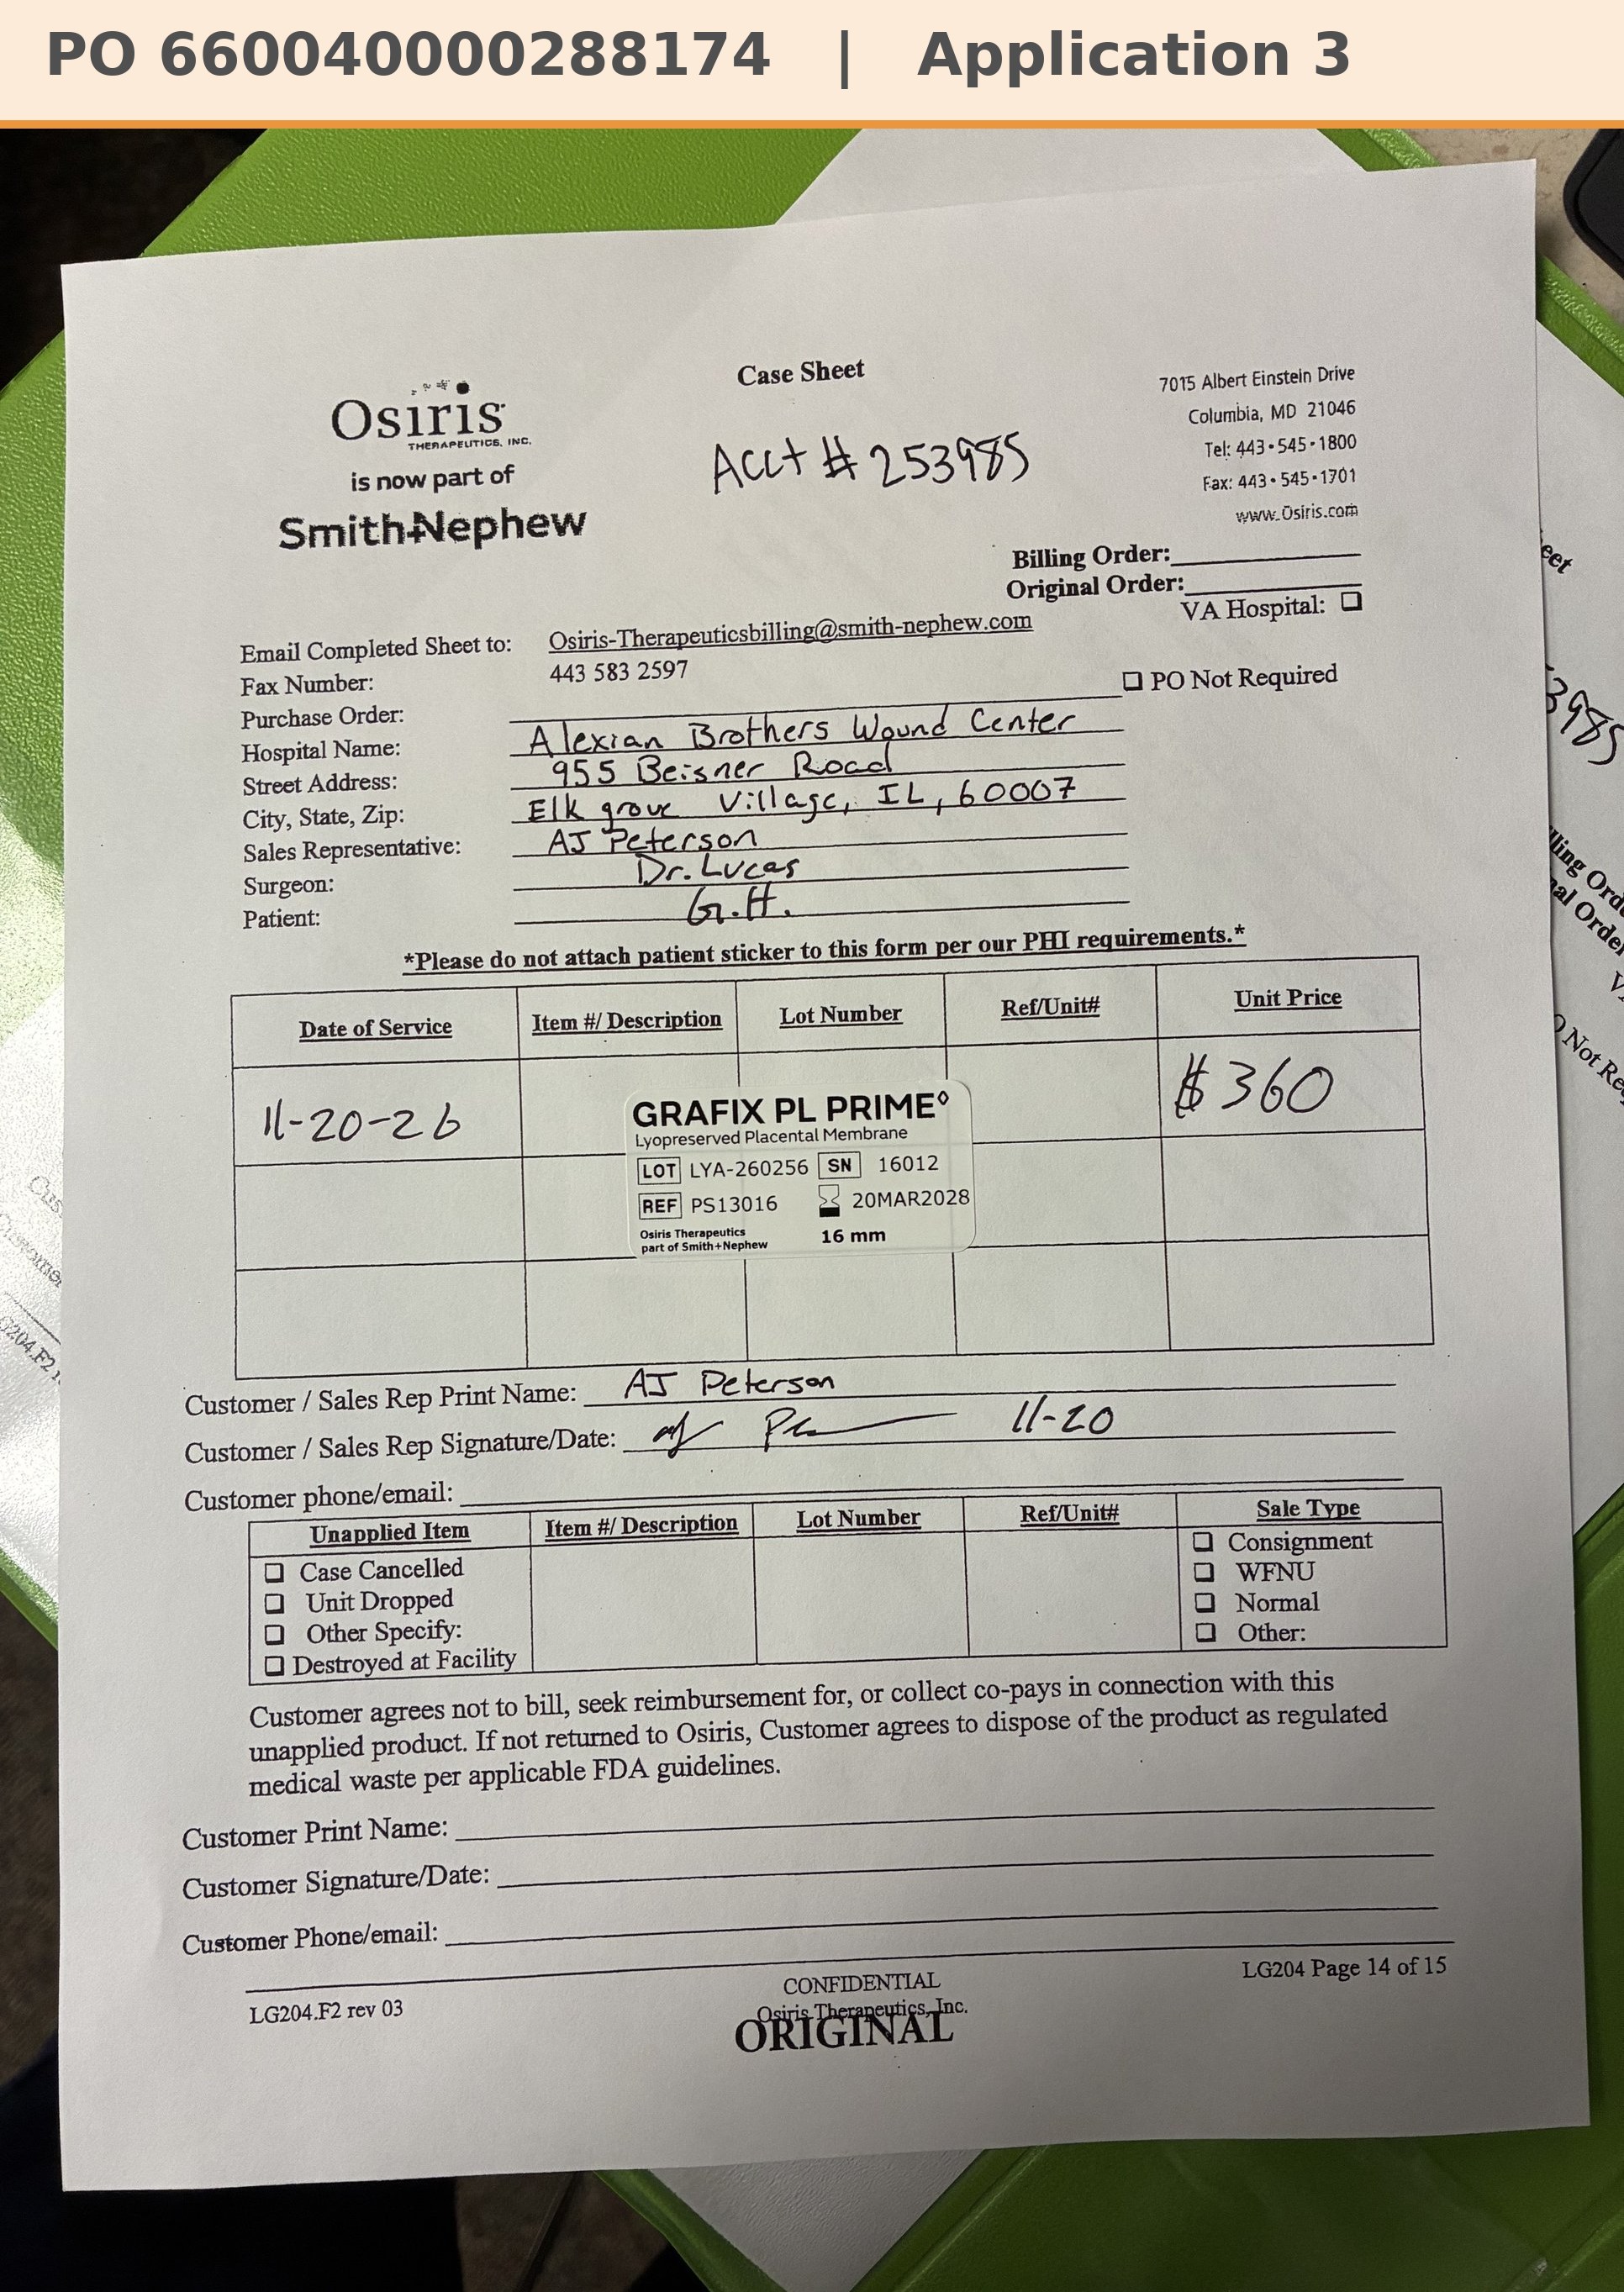 PO 660040000288174 | Application 3
Case Sheet
Osiris
THERAPEUTICS, INC.
is now part of
Smith+Nephew
Acct # 253985
7015 Albert Einstein Drive
Columbia, MD 21046
Tel: 443•545•1800
Fax: 443•545•1701
www.Osiris.com
Billing Order:
Original Order:
VA Hospital: ☐
Email Completed Sheet to: Osiris-Therapeuticsbilling@smith-nephew.com
Fax Number: 443 583 2597
Purchase Order: ☐ PO Not Required
Hospital Name: Alexian Brothers Wound Center
Street Address: 955 Beisner Road
City, State, Zip: Elk grove Village, IL, 60007
Sales Representative: AJ Peterson
Surgeon: Dr. Lucas
Patient: G.H.
*Please do not attach patient sticker to this form per our PHI requirements.*
Date of Service Item #/ Description Lot Number Ref/Unit# Unit Price
11-20-26 $360
GRAFIX PL PRIME◊
Lyopreserved Placental Membrane
LOT LYA-260256 SN 16012
REF PS13016 20MAR2028
Osiris Therapeutics
part of Smith+Nephew 16 mm
Customer / Sales Rep Print Name: AJ Peterson
Customer / Sales Rep Signature/Date: 11-20
Customer phone/email:
Unapplied Item Item #/ Description Lot Number Ref/Unit# Sale Type
☐ Case Cancelled ☐ Consignment
☐ Unit Dropped ☐ WFNU
☐ Other Specify: ☐ Normal
☐ Destroyed at Facility ☐ Other:
Customer agrees not to bill, seek reimbursement for, or collect co-pays in connection with this
unapplied product. If not returned to Osiris, Customer agrees to dispose of the product as regulated
medical waste per applicable FDA guidelines.
Customer Print Name:
Customer Signature/Date:
Customer Phone/email:
LG204.F2 rev 03 CONFIDENTIAL LG204 Page 14 of 15
Osiris Therapeutics, Inc.
ORIGINAL
eet
3985
lling Ord
nal Order
Not Re